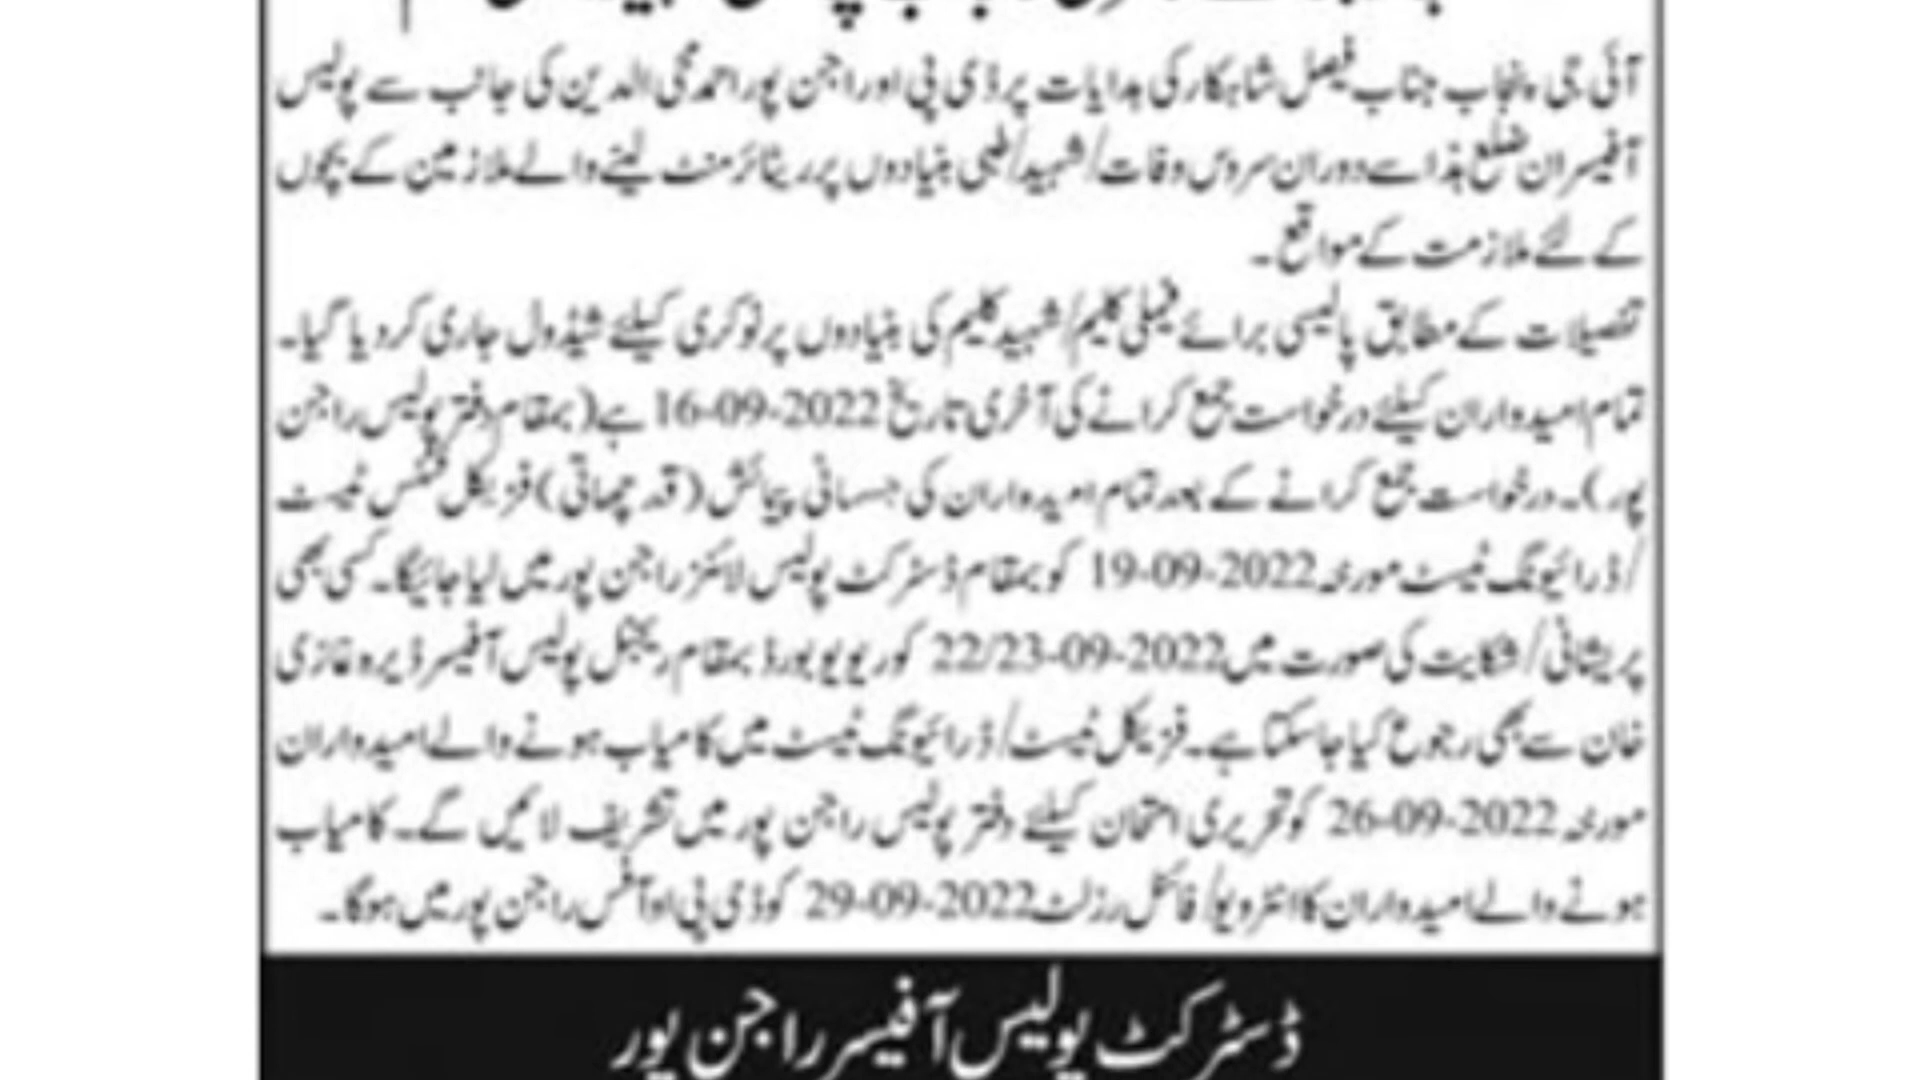 آئی جی پنجاب جناب فیصل شاہکار کی ہدایات پر ڈی پی او راجن پور احمد محی الدین کی جانب سے پولیس
آفیسران ضلع ہذا سے دوران سروس وفات/شہید/طبی بنیادوں پر ریٹائرمنٹ لینے والے ملازمین کے بچوں
کے لئے ملازمت کے مواقع۔
تفصیلات کے مطابق پالیسی برائے فیملی کلیم/شہید کلیم کی بنیادوں پر نوکری کیلئے شیڈول جاری کر دیا گیا۔
تمام امیدواران کیلئے درخواست جمع کرانے کی آخری تاریخ 16-09-2022 ہے (بمقام دفتر پولیس راجن
پور)۔ درخواست جمع کرانے کے بعد تمام امیدواران کی جسمانی پیمائش (قد چھاتی) فزیکل فٹنس ٹیسٹ
/ڈرائیونگ ٹیسٹ مورخہ 19-09-2022 کو بمقام ڈسٹرکٹ پولیس لائنز راجن پور میں لیا جائیگا۔ کسی بھی
پریشانی/شکایت کی صورت میں 22/23-09-2022 کو ریویو بورڈ بمقام ریجنل پولیس آفیسر ڈیرہ غازی
خان سے بھی رجوع کیا جاسکتا ہے۔ فزیکل ٹیسٹ/ڈرائیونگ ٹیسٹ میں کامیاب ہونے والے امیدواران
مورخہ 26-09-2022 کو تحریری امتحان کیلئے دفتر پولیس راجن پور میں تشریف لائیں گے۔ کامیاب
ہونے والے امیدواران کا انٹرویو/فائنل رزلٹ 29-09-2022 کو ڈی پی او آفس راجن پور میں ہوگا۔
ڈسٹرکٹ پولیس آفیسر راجن پور